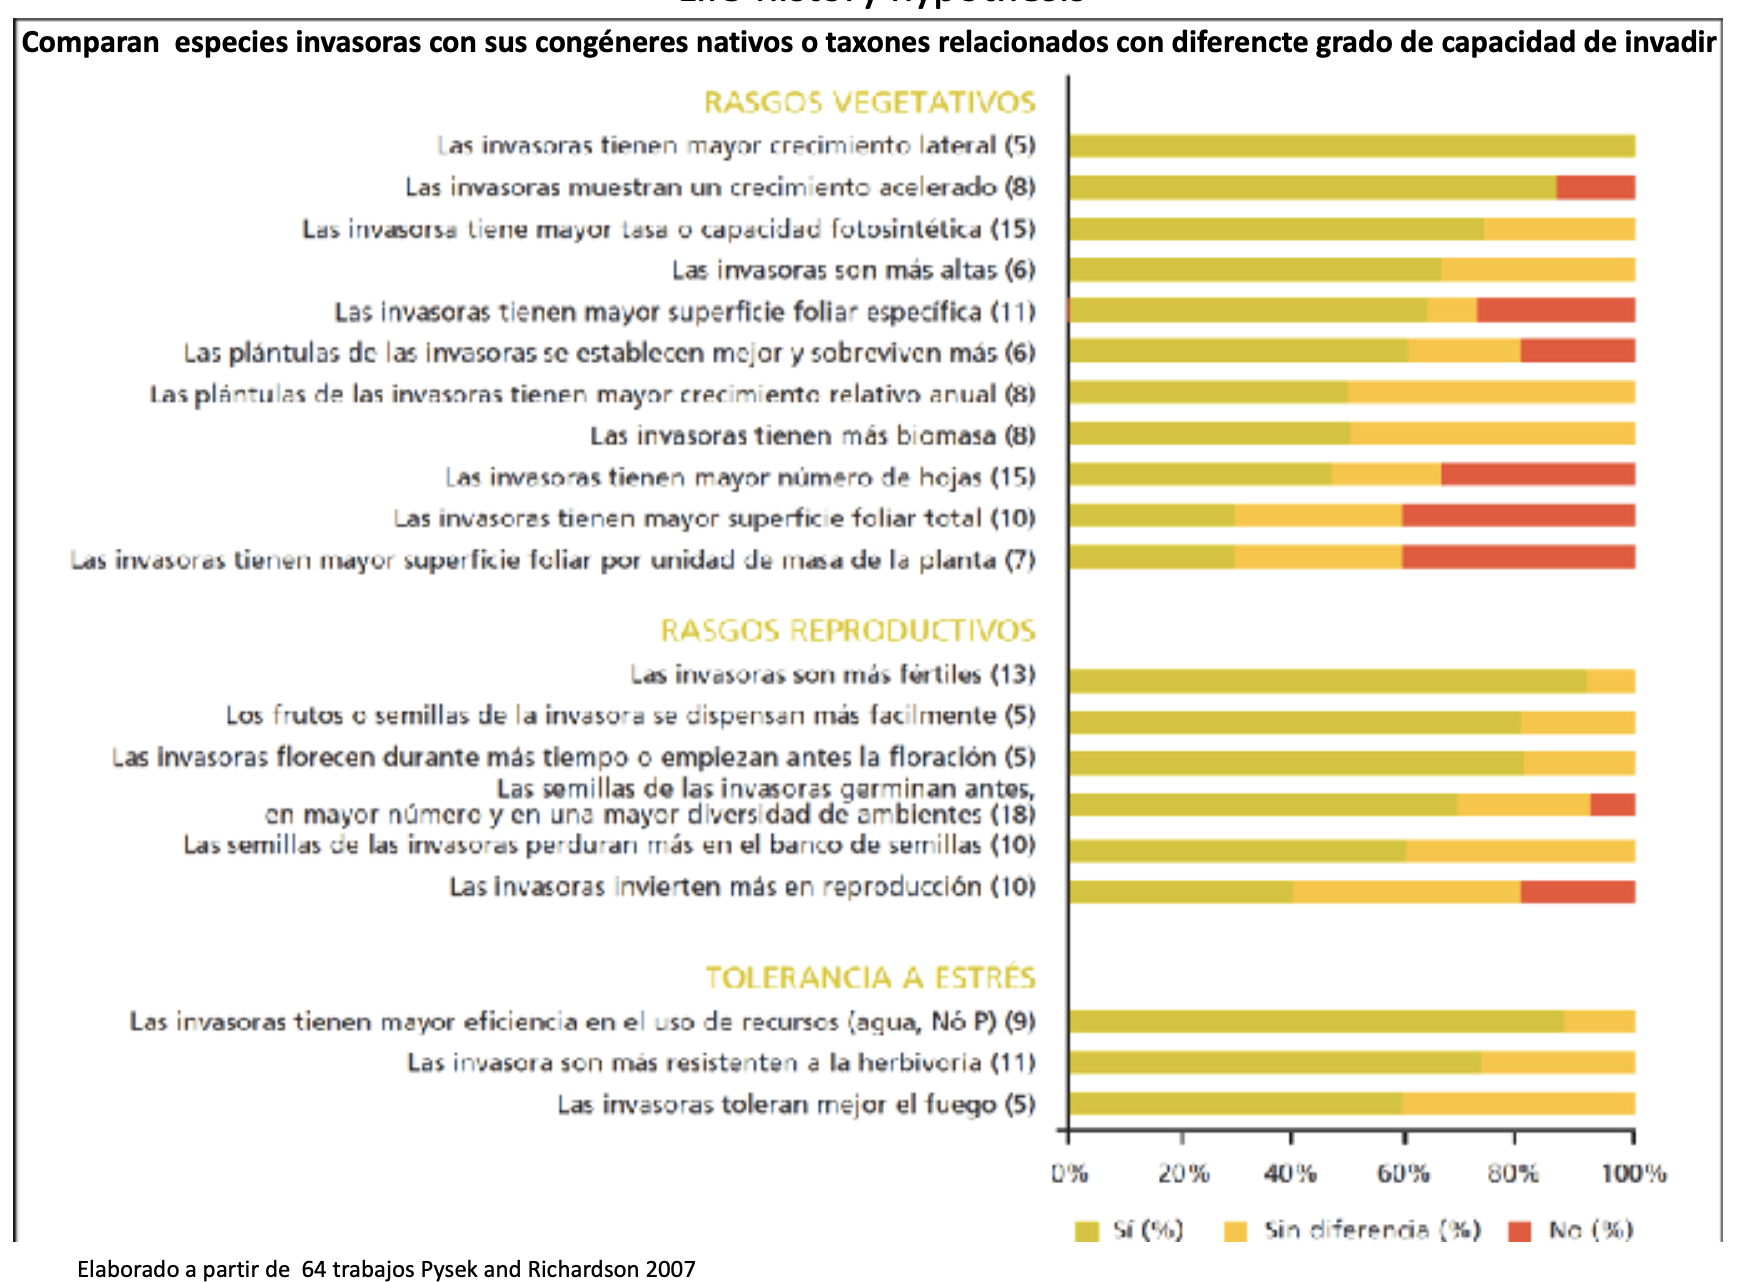 Life-history hypothesis
Comparan especies invasoras con sus congéneres nativos o taxones relacionados con diferencte grado de capacidad de invadir
RASGOS VEGETATIVOS
Las invasoras tienen mayor crecimiento lateral (5)
Las invasoras muestran un crecimiento acelerado (8)
Las invasorsa tiene mayor tasa o capacidad fotosintética (15)
Las invasoras son más altas (6)
Las invasoras tienen mayor superficie foliar específica (11)
Las plántulas de las invasoras se establecen mejor y sobreviven más (6)
Las plántulas de las invasoras tienen mayor crecimiento relativo anual (8)
Las invasoras tienen más biomasa (8)
Las invasoras tienen mayor número de hojas (15)
Las invasoras tienen mayor superficie foliar total (10)
Las invasoras tienen mayor superficie foliar por unidad de masa de la planta (7)
RASGOS REPRODUCTIVOS
Las invasoras son más fértiles (13)
Los frutos o semillas de la invasora se dispensan más facilmente (5)
Las invasoras florecen durante más tiempo o empiezan antes la floración (5)
Las semillas de las invasoras germinan antes,
en mayor número y en una mayor diversidad de ambientes (18)
Las semillas de las invasoras perduran más en el banco de semillas (10)
Las invasoras invierten más en reproducción (10)
TOLERANCIA A ESTRÉS
Las invasoras tienen mayor eficiencia en el uso de recursos (agua, Nó P) (9)
Las invasora son más resistenten a la herbivoría (11)
Las invasoras toleran mejor el fuego (5)
0% 20% 40% 60% 80% 100%
Sí (%) Sin diferencia (%) No (%)
Elaborado a partir de 64 trabajos Pysek and Richardson 2007